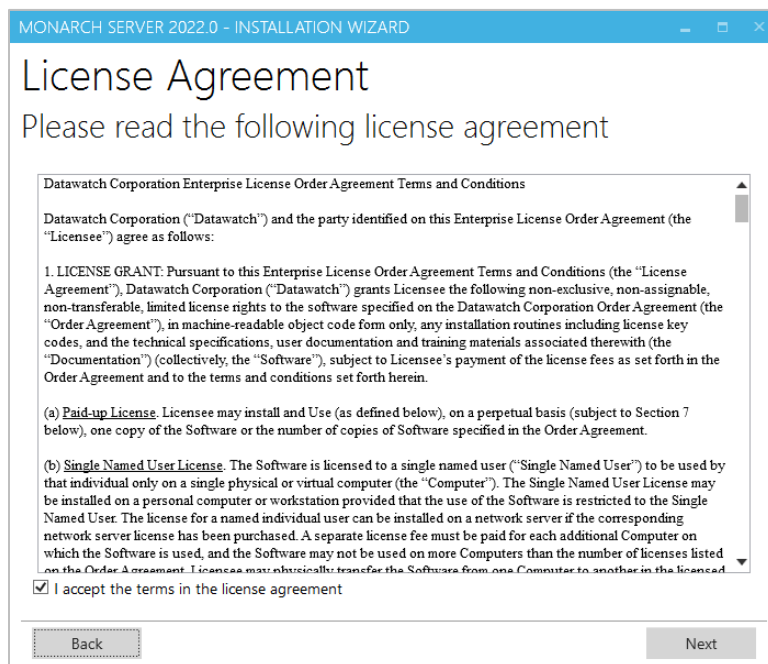 MONARCH SERVER 2022.0 - INSTALLATION WIZARD
License Agreement
Please read the following license agreement
Datawatch Corporation Enterprise License Order Agreement Terms and Conditions
Datawatch Corporation (“Datawatch”) and the party identified on this Enterprise License Order Agreement (the
“Licensee”) agree as follows:
1. LICENSE GRANT: Pursuant to this Enterprise License Order Agreement Terms and Conditions (the “License
Agreement”), Datawatch Corporation (“Datawatch”) grants Licensee the following non-exclusive, non-assignable,
non-transferable, limited license rights to the software specified on the Datawatch Corporation Order Agreement (the
“Order Agreement”), in machine-readable object code form only, any installation routines including license key
codes, and the technical specifications, user documentation and training materials associated therewith (the
“Documentation”) (collectively, the “Software”), subject to Licensee’s payment of the license fees as set forth in the
Order Agreement and to the terms and conditions set forth herein.
(a) Paid-up License. Licensee may install and Use (as defined below), on a perpetual basis (subject to Section 7
below), one copy of the Software or the number of copies of Software specified in the Order Agreement.
(b) Single Named User License. The Software is licensed to a single named user (“Single Named User”) to be used by
that individual only on a single physical or virtual computer (the “Computer”). The Single Named User License may
be installed on a personal computer or workstation provided that the use of the Software is restricted to the Single
Named User. The license for a named individual user can be installed on a network server if the corresponding
network server license has been purchased. A separate license fee must be paid for each additional Computer on
which the Software is used, and the Software may not be used on more Computers than the number of licenses listed
on the Order Agreement. Licensee may physically transfer the Software from one Computer to another in the licensed
I accept the terms in the license agreement
Back
Next